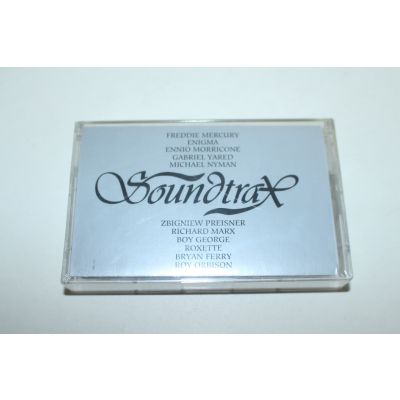 FREDDIE MERCURY
ENIGMA
ENNIO MORRICONE
GABRIEL YARED
MICHAEL NYMAN
SoundtraX
ZBIGNIEW PREISNER
RICHARD MARX
BOY GEORGE
ROXETTE
BRYAN FERRY
ROY ORBISON